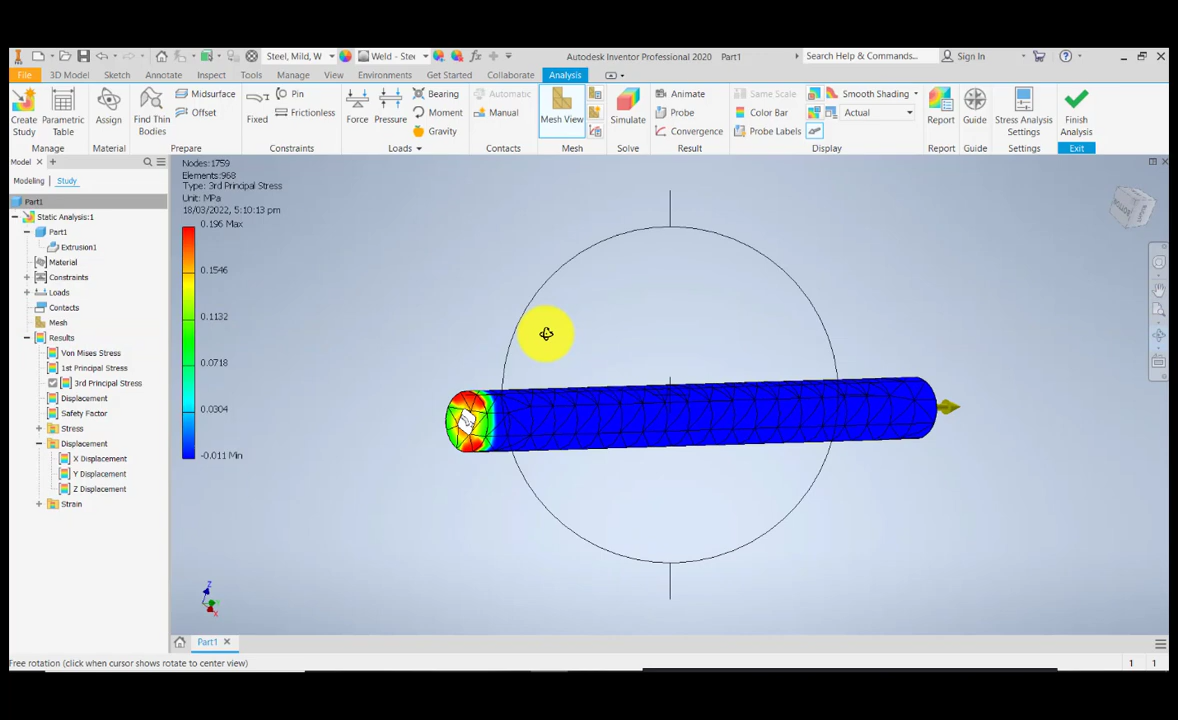 Steel, Mild, W
Weld - Stee
Autodesk Inventor Professional 2020 Part1
Search Help & Commands...
Sign In
File 3D Model Sketch Annotate Inspect Tools Manage View Environments Get Started Collaborate Analysis
Create Study
Parametric Table
Manage
Assign
Material
Find Thin Bodies
Midsurface
Offset
Prepare
Fixed
Pin
Frictionless
Constraints
Force
Pressure
Bearing
Moment
Gravity
Loads
Automatic
Manual
Contacts
Mesh View
Mesh
Simulate
Solve
Animate
Probe
Convergence
Result
Same Scale
Color Bar
Probe Labels
Smooth Shading
Actual
Display
Report
Report
Guide
Guide
Stress Analysis Settings
Settings
Finish Analysis
Exit
Model
Modeling Study
Part1
Static Analysis:1
Part1
Extrusion1
Material
Constraints
Loads
Contacts
Mesh
Results
Von Mises Stress
1st Principal Stress
3rd Principal Stress
Displacement
Safety Factor
Stress
Displacement
X Displacement
Y Displacement
Z Displacement
Strain
Nodes:1759
Elements:968
Type: 3rd Principal Stress
Unit: MPa
18/03/2022, 5:10:13 pm
0.196 Max
0.1546
0.1132
0.0718
0.0304
-0.011 Min
Z
X
Part1
Free rotation (click when cursor shows rotate to center view)
1 1